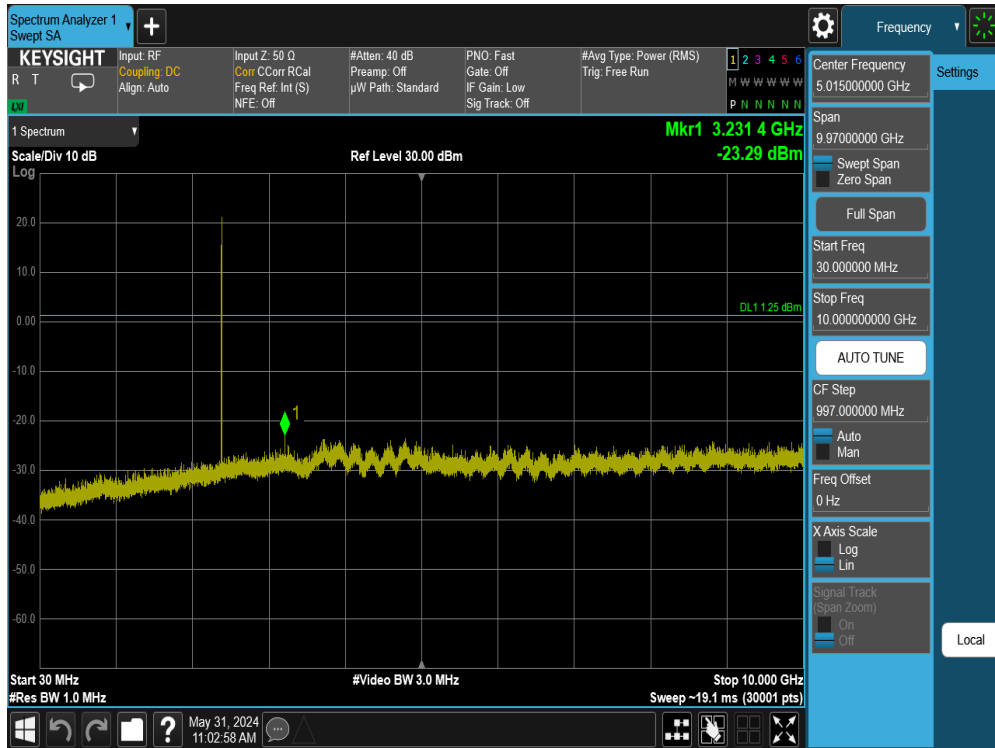 Spectrum Analyzer 1
Swept SA
+
Frequency
KEYSIGHT
R T
LXI
Input: RF
Coupling: DC
Align: Auto
Input Z: 50 Ω
Corr CCorr RCal
Freq Ref: Int (S)
NFE: Off
#Atten: 40 dB
Preamp: Off
µW Path: Standard
PNO: Fast
Gate: Off
IF Gain: Low
Sig Track: Off
#Avg Type: Power (RMS)
Trig: Free Run
1 2 3 4 5 6
M W W W W W
P N N N N N
1 Spectrum
Scale/Div 10 dB
Log
Ref Level 30.00 dBm
Mkr1 3.231 4 GHz
-23.29 dBm
20.0
10.0
0.00
-10.0
-20.0
-30.0
-40.0
-50.0
-60.0
DL1 1.25 dBm
1
Start 30 MHz
#Res BW 1.0 MHz
#Video BW 3.0 MHz
Stop 10.000 GHz
Sweep ~19.1 ms (30001 pts)
Center Frequency
5.015000000 GHz
Settings
Span
9.97000000 GHz
Swept Span
Zero Span
Full Span
Start Freq
30.000000 MHz
Stop Freq
10.000000000 GHz
AUTO TUNE
CF Step
997.000000 MHz
Auto
Man
Freq Offset
0 Hz
X Axis Scale
Log
Lin
Signal Track
(Span Zoom)
On
Off
Local
?
May 31, 2024
11:02:58 AM